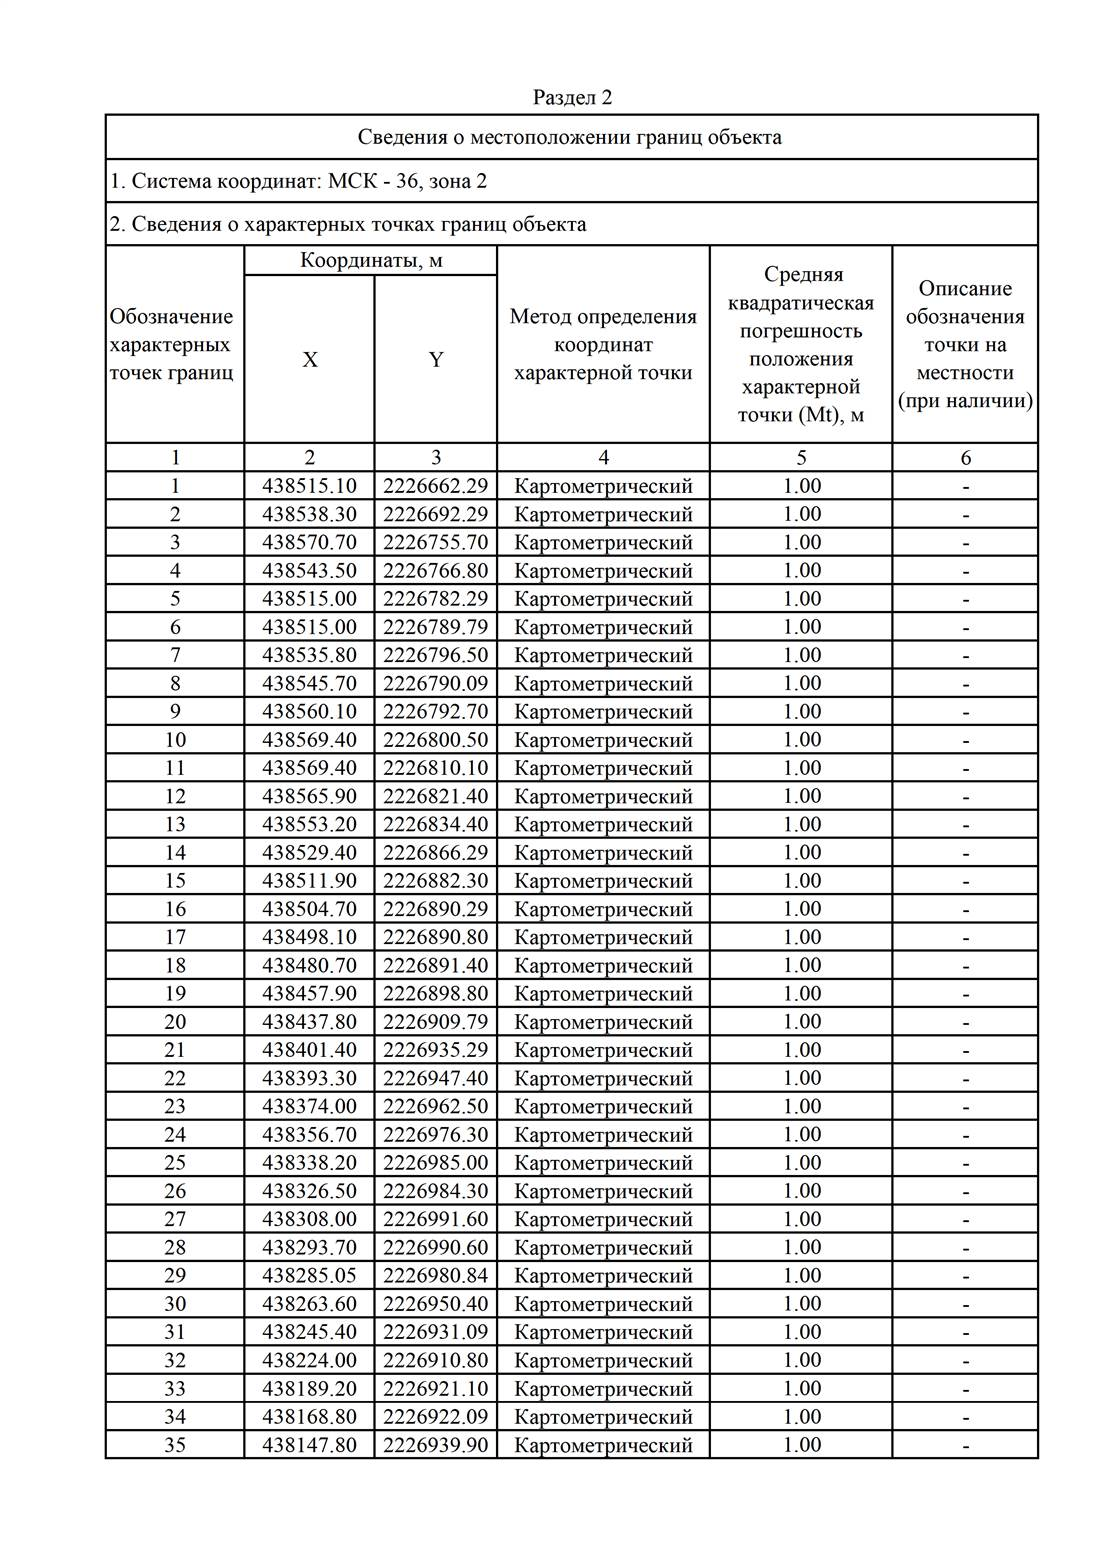 Раздел 2
Сведения о местоположении границ объекта
1. Система координат: МСК - 36, зона 2
2. Сведения о характерных точках границ объекта
Обозначение характерных точек границ
Координаты, м
X
Y
Метод определения координат характерной точки
Средняя квадратическая погрешность положения характерной точки (Mt), м
Описание обозначения точки на местности (при наличии)
1 2 3 4 5 6
1 438515.10 2226662.29 Картометрический 1.00 -
2 438538.30 2226692.29 Картометрический 1.00 -
3 438570.70 2226755.70 Картометрический 1.00 -
4 438543.50 2226766.80 Картометрический 1.00 -
5 438515.00 2226782.29 Картометрический 1.00 -
6 438515.00 2226789.79 Картометрический 1.00 -
7 438535.80 2226796.50 Картометрический 1.00 -
8 438545.70 2226790.09 Картометрический 1.00 -
9 438560.10 2226792.70 Картометрический 1.00 -
10 438569.40 2226800.50 Картометрический 1.00 -
11 438569.40 2226810.10 Картометрический 1.00 -
12 438565.90 2226821.40 Картометрический 1.00 -
13 438553.20 2226834.40 Картометрический 1.00 -
14 438529.40 2226866.29 Картометрический 1.00 -
15 438511.90 2226882.30 Картометрический 1.00 -
16 438504.70 2226890.29 Картометрический 1.00 -
17 438498.10 2226890.80 Картометрический 1.00 -
18 438480.70 2226891.40 Картометрический 1.00 -
19 438457.90 2226898.80 Картометрический 1.00 -
20 438437.80 2226909.79 Картометрический 1.00 -
21 438401.40 2226935.29 Картометрический 1.00 -
22 438393.30 2226947.40 Картометрический 1.00 -
23 438374.00 2226962.50 Картометрический 1.00 -
24 438356.70 2226976.30 Картометрический 1.00 -
25 438338.20 2226985.00 Картометрический 1.00 -
26 438326.50 2226984.30 Картометрический 1.00 -
27 438308.00 2226991.60 Картометрический 1.00 -
28 438293.70 2226990.60 Картометрический 1.00 -
29 438285.05 2226980.84 Картометрический 1.00 -
30 438263.60 2226950.40 Картометрический 1.00 -
31 438245.40 2226931.09 Картометрический 1.00 -
32 438224.00 2226910.80 Картометрический 1.00 -
33 438189.20 2226921.10 Картометрический 1.00 -
34 438168.80 2226922.09 Картометрический 1.00 -
35 438147.80 2226939.90 Картометрический 1.00 -